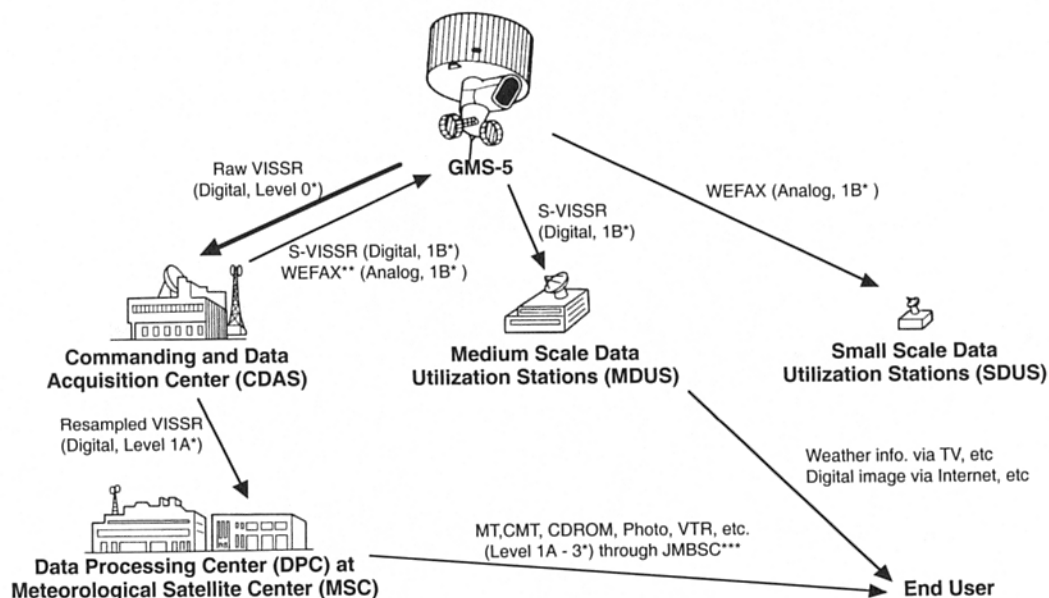 GMS-5
Raw VISSR
(Digital, Level 0*)
S-VISSR (Digital, 1B*)
WEFAX** (Analog, 1B* )
S-VISSR
(Digital, 1B*)
WEFAX (Analog, 1B* )
Commanding and Data
Acquisition Center (CDAS)
Medium Scale Data
Utilization Stations (MDUS)
Small Scale Data
Utilization Stations (SDUS)
Resampled VISSR
(Digital, Level 1A*)
Weather info. via TV, etc
Digital image via Internet, etc
MT,CMT, CDROM, Photo, VTR, etc.
(Level 1A - 3*) through JMBSC***
Data Processing Center (DPC) at
Meteorological Satellite Center (MSC)
End User